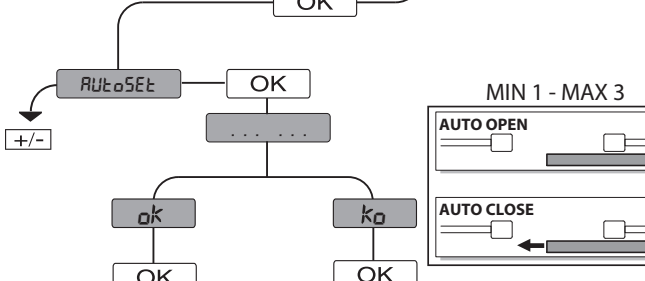 OK
AUtoSEt
OK
+/-
... ...
ok
ko
OK
OK
MIN 1 - MAX 3
AUTO OPEN
AUTO CLOSE